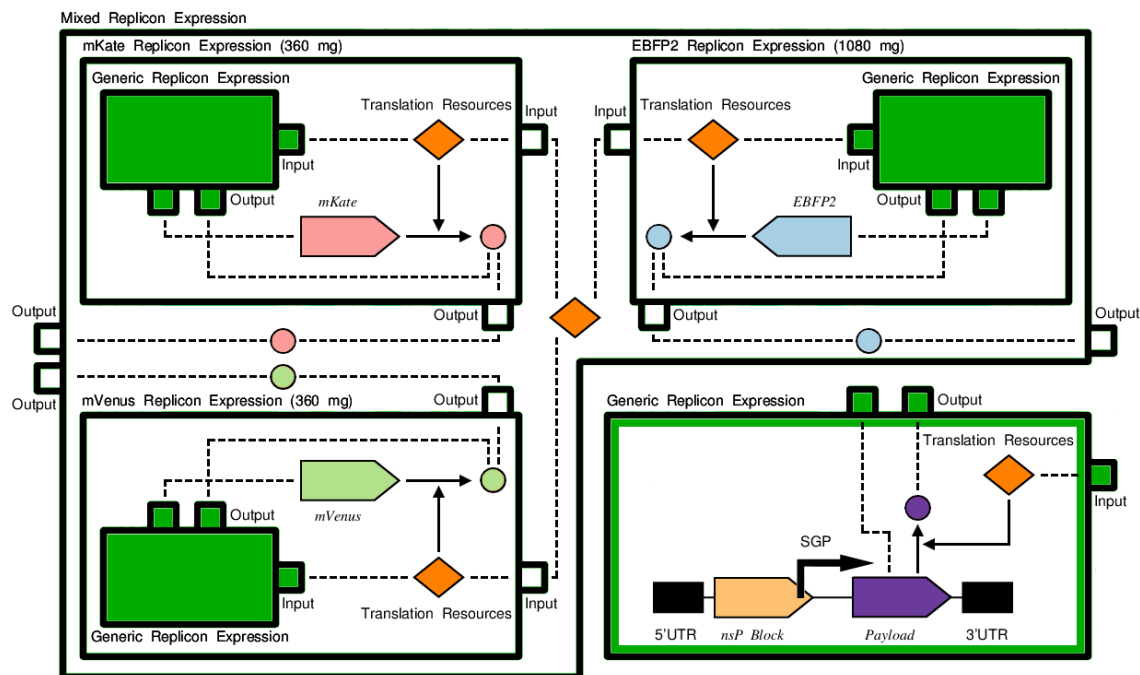 Mixed Replicon Expression
mKate Replicon Expression (360 mg)
Generic Replicon Expression
Translation Resources
Input
Input
Output
mKate
Output
EBFP2 Replicon Expression (1080 mg)
Generic Replicon Expression
Input
Translation Resources
Input
Output
EBFP2
Output
Output
Output
Output
mVenus Replicon Expression (360 mg)
Output
Output
mVenus
Input
Translation Resources
Input
Generic Replicon Expression
Generic Replicon Expression
Output
Translation Resources
Input
SGP
5'UTR
nsP Block
Payload
3'UTR